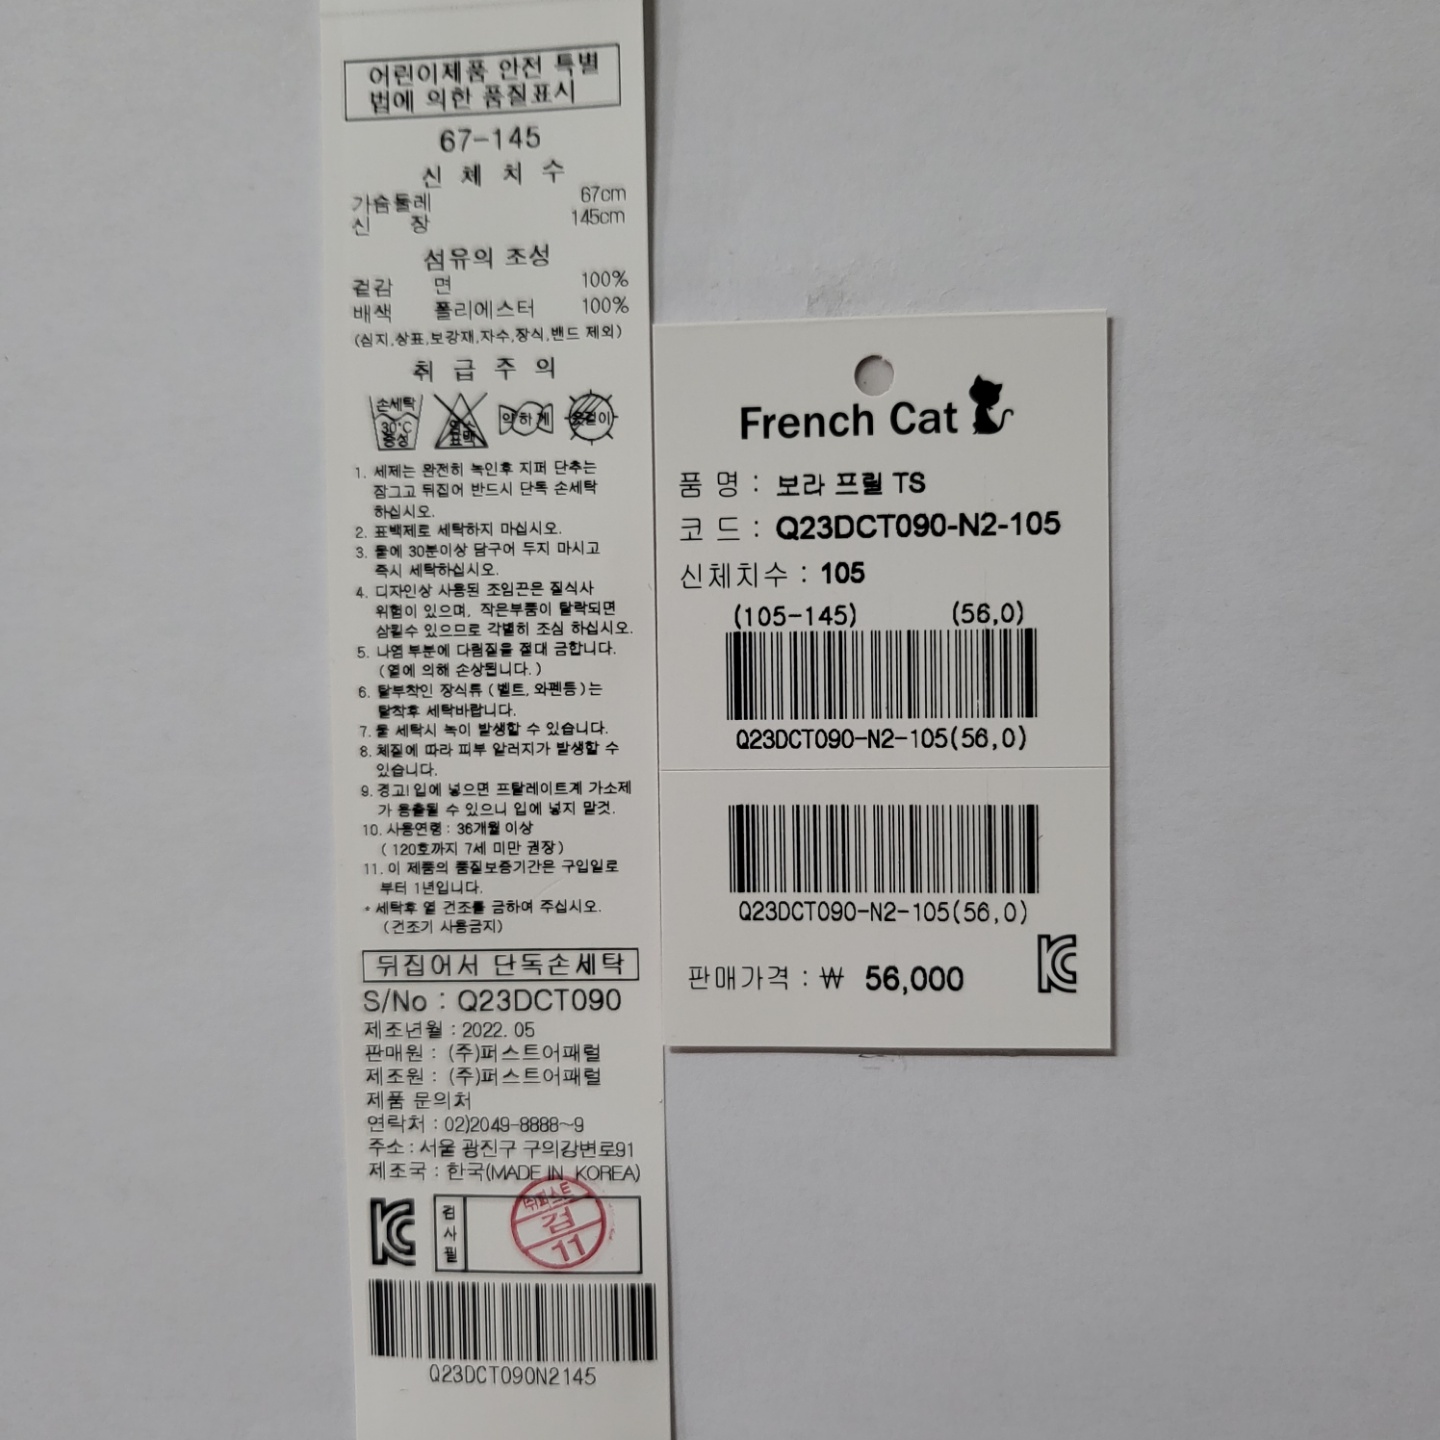 어린이제품 안전 특별
법에 의한 품질표시
67-145
신 체 치 수
가슴둘레 67cm
신 장 145cm
섬유의 조성
겉감 면 100%
배색 폴리에스터 100%
(심지,상표,보강재,자수,장식,밴드 제외)
취 급 주 의
손세탁
30℃
중성
염소
표백
약하게
옷걸이
1. 세제는 완전히 녹인후 지퍼 단추는
잠그고 뒤집어 반드시 단독 손세탁
하십시오.
2. 표백제로 세탁하지 마십시오.
3. 물에 30분이상 담구어 두지 마시고
즉시 세탁하십시오.
4. 디자인상 사용된 조임끈은 질식사
위험이 있으며, 작은부품이 탈락되면
삼킬수 있으므로 각별히 조심 하십시오.
5. 나염 부분에 다림질을 절대 금합니다.
(열에 의해 손상됩니다.)
6. 탈부착인 장식류 (벨트, 와펜등)는
탈착후 세탁바랍니다.
7. 물 세탁시 녹이 발생할 수 있습니다.
8. 체질에 따라 피부 알러지가 발생할 수
있습니다.
9. 경고! 입에 넣으면 프탈레이트계 가소제
가 용출될 수 있으니 입에 넣지 말것.
10. 사용연령 : 36개월 이상
( 120호까지 7세 미만 권장)
11. 이 제품의 품질보증기간은 구입일로
부터 1년입니다.
* 세탁후 열 건조를 금하여 주십시오.
(건조기 사용금지)
뒤집어서 단독손세탁
S/No : Q23DCT090
제조년월 : 2022. 05
판매원 : (주)퍼스트어패럴
제조원 : (주)퍼스트어패럴
제품 문의처
연락처 : 02)2049-8888~9
주소 : 서울 광진구 구의강변로91
제조국 : 한국(MADE IN KOREA)
KC
검
사
필
㈜퍼스트
검
11
Q23DCT090N2145
French Cat
품 명 : 보라 프릴 TS
코 드 : Q23DCT090-N2-105
신체치수 : 105
(105-145) (56,0)
Q23DCT090-N2-105(56,0)
Q23DCT090-N2-105(56,0)
판매가격 : ₩ 56,000
KC